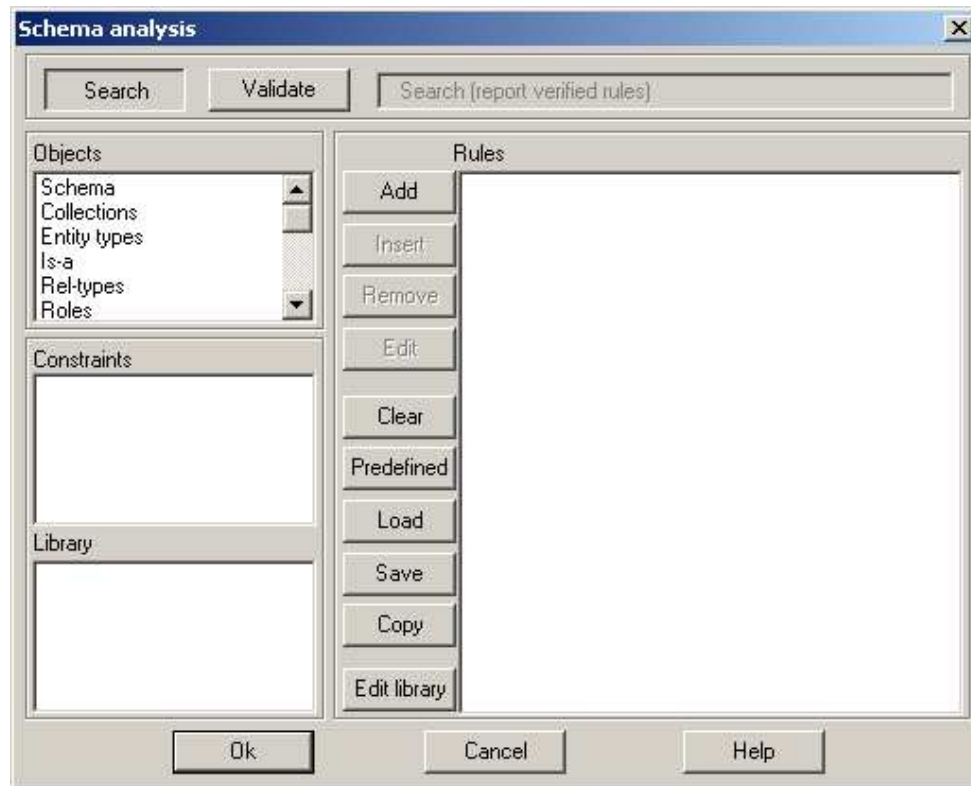 Schema analysis
Search
Validate
Search (report verified rules)
Objects
Schema
Collections
Entity types
Is-a
Rel-types
Roles
Constraints
Library
Rules
Add
Insert
Remove
Edit
Clear
Predefined
Load
Save
Copy
Edit library
Ok
Cancel
Help